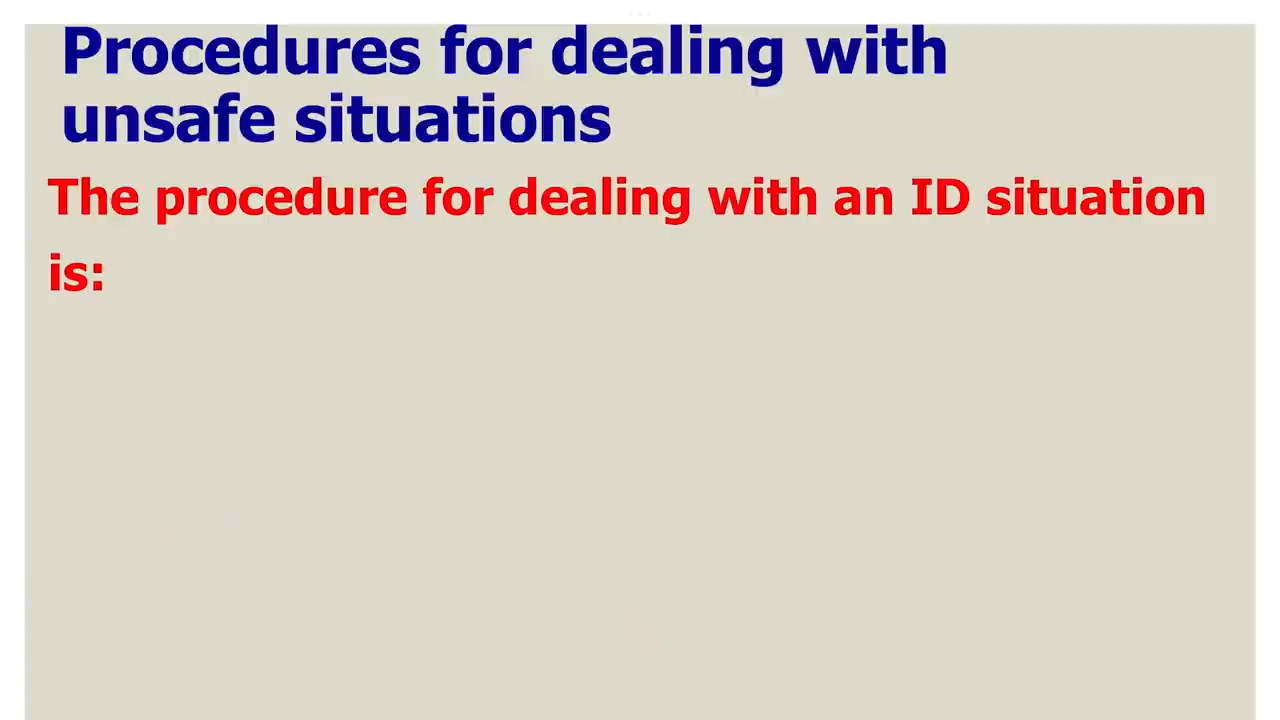 Procedures for dealing with
unsafe situations
The procedure for dealing with an ID situation
is: